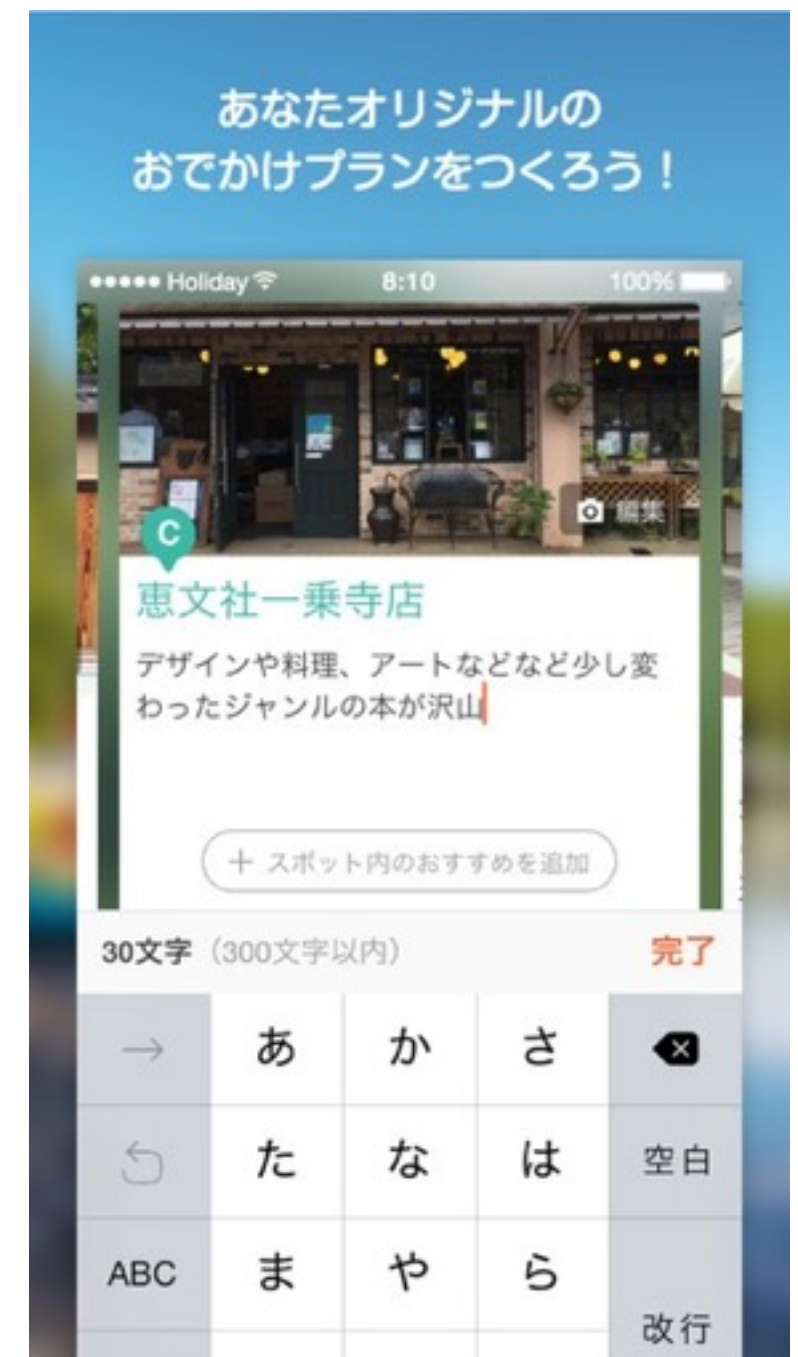 あなたオリジナルの
おでかけプランをつくろう！
Holiday
8:10
100%
編集
C
恵文社一乗寺店
デザインや料理、アートなどなど少し変
わったジャンルの本が沢山
＋ スポット内のおすすめを追加
30文字（300文字以内）
完了
→ あ か さ
た な は 空白
ABC ま や ら
改行